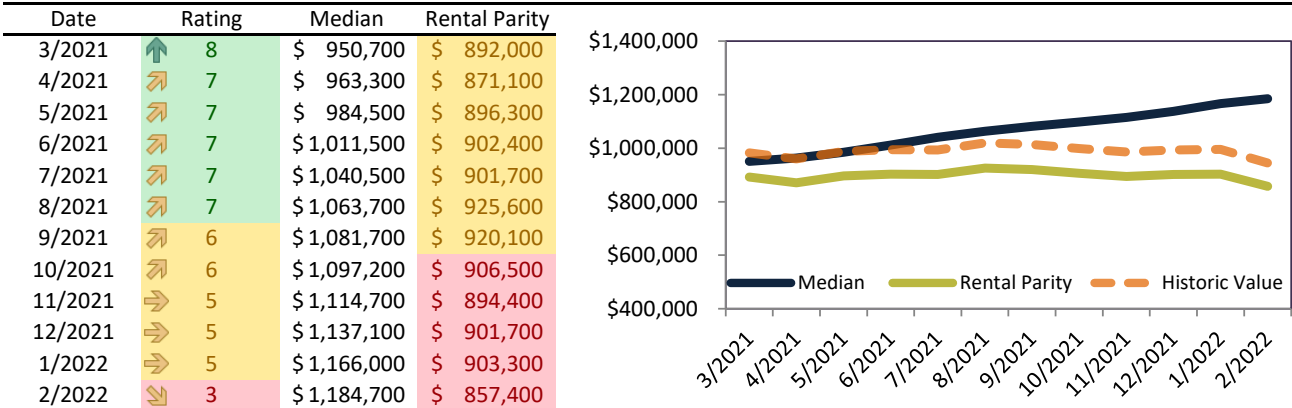 Date Rating Median Rental Parity
3/2021 8 $ 950,700 $ 892,000
4/2021 7 $ 963,300 $ 871,100
5/2021 7 $ 984,500 $ 896,300
6/2021 7 $ 1,011,500 $ 902,400
7/2021 7 $ 1,040,500 $ 901,700
8/2021 7 $ 1,063,700 $ 925,600
9/2021 6 $ 1,081,700 $ 920,100
10/2021 6 $ 1,097,200 $ 906,500
11/2021 5 $ 1,114,700 $ 894,400
12/2021 5 $ 1,137,100 $ 901,700
1/2022 5 $ 1,166,000 $ 903,300
2/2022 3 $ 1,184,700 $ 857,400
$1,400,000
$1,200,000
$1,000,000
$800,000
$600,000
$400,000
Median Rental Parity Historic Value
3/2021 4/2021 5/2021 6/2021 7/2021 8/2021 9/2021 10/2021 11/2021 12/2021 1/2022 2/2022